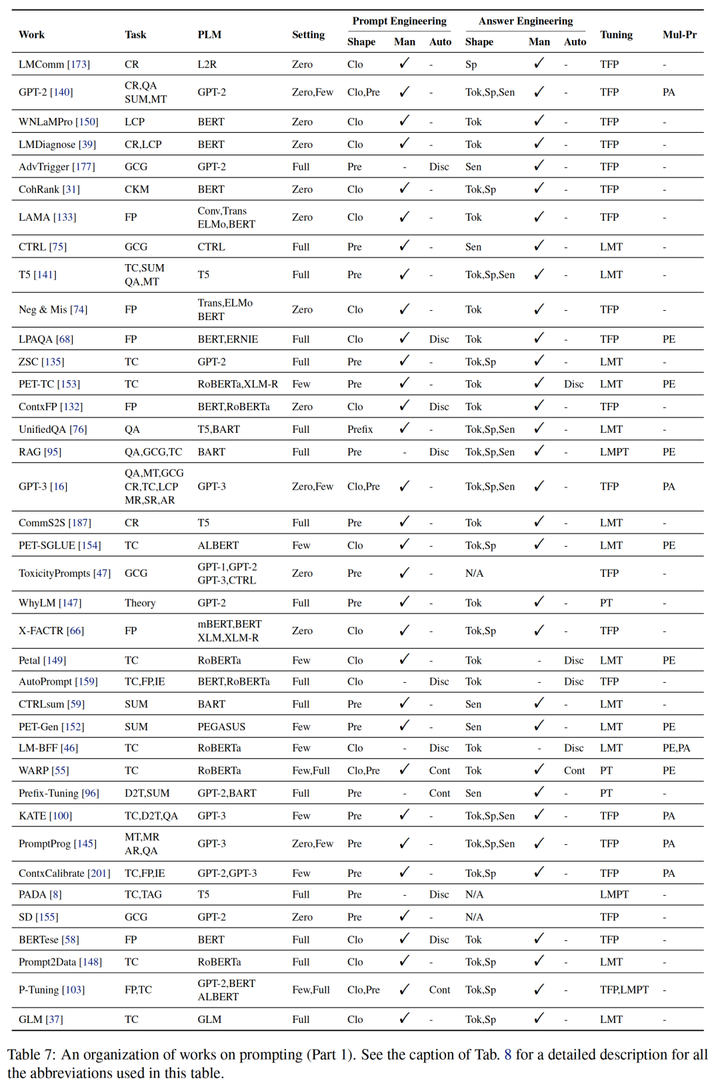 Prompt Engineering Answer Engineering
Work Task PLM Setting Tuning Mul-Pr
Shape Man Auto Shape Man Auto
LMComm [173] CR L2R Zero Clo ✓ - Sp ✓ - TFP -
GPT-2 [140] CR,QA SUM,MT GPT-2 Zero,Few Clo,Pre ✓ - Tok,Sp,Sen ✓ - TFP PA
WNLaMPro [150] LCP BERT Zero Clo ✓ - Tok ✓ - TFP -
LMDiagnose [39] CR,LCP BERT Zero Clo ✓ - Tok ✓ - TFP -
AdvTrigger [177] GCG GPT-2 Full Pre - Disc Sen ✓ - TFP -
CohRank [31] CKM BERT Zero Clo ✓ - Tok,Sp ✓ - TFP -
LAMA [133] FP Conv,Trans ELMo,BERT Zero Clo ✓ - Tok ✓ - TFP -
CTRL [75] GCG CTRL Full Pre ✓ - Sen ✓ - LMT -
T5 [141] TC,SUM QA,MT T5 Full Pre ✓ - Tok,Sp,Sen ✓ - LMT -
Neg & Mis [74] FP Trans,ELMo BERT Zero Clo ✓ - Tok ✓ - TFP -
LPAQA [68] FP BERT,ERNIE Full Clo ✓ Disc Tok ✓ - TFP PE
ZSC [135] TC GPT-2 Full Pre ✓ - Tok,Sp ✓ - LMT -
PET-TC [153] TC RoBERTa,XLM-R Few Pre ✓ - Tok ✓ Disc LMT PE
ContxFP [132] FP BERT,RoBERTa Zero Clo ✓ Disc Tok ✓ - TFP -
UnifiedQA [76] QA T5,BART Full Prefix ✓ - Tok,Sp,Sen ✓ - LMT -
RAG [95] QA,GCG,TC BART Full Pre - Disc Tok,Sp,Sen ✓ - LMPT PE
GPT-3 [16] QA,MT,GCG CR,TC,LCP MR,SR,AR GPT-3 Zero,Few Clo,Pre ✓ - Tok,Sp,Sen ✓ - TFP PA
CommS2S [187] CR T5 Full Pre ✓ - Tok ✓ - LMT -
PET-SGLUE [154] TC ALBERT Few Clo ✓ - Tok,Sp ✓ - LMT PE
ToxicityPrompts [47] GCG GPT-1,GPT-2 GPT-3,CTRL Zero Pre ✓ - N/A TFP -
WhyLM [147] Theory GPT-2 Full Pre ✓ - Tok ✓ - PT -
X-FACTR [66] FP mBERT,BERT XLM,XLM-R Zero Clo ✓ - Tok,Sp ✓ - TFP -
Petal [149] TC RoBERTa Few Clo ✓ - Tok - Disc LMT PE
AutoPrompt [159] TC,FP,IE BERT,RoBERTa Full Clo - Disc Tok - Disc TFP -
CTRLsum [59] SUM BART Full Pre ✓ - Sen ✓ - LMT -
PET-Gen [152] SUM PEGASUS Few Pre ✓ - Sen ✓ - LMT PE
LM-BFF [46] TC RoBERTa Few Clo - Disc Tok - Disc LMT PE,PA
WARP [55] TC RoBERTa Few,Full Clo,Pre ✓ Cont Tok ✓ Cont PT PE
Prefix-Tuning [96] D2T,SUM GPT-2,BART Full Pre - Cont Sen ✓ - PT -
KATE [100] TC,D2T,QA GPT-3 Few Pre ✓ - Tok,Sp,Sen ✓ - TFP PA
PromptProg [145] MT,MR AR,QA GPT-3 Zero,Few Pre ✓ - Tok,Sp,Sen ✓ - TFP PA
ContxCalibrate [201] TC,FP,IE GPT-2,GPT-3 Few Pre ✓ - Tok,Sp ✓ - TFP PA
PADA [8] TC,TAG T5 Full Pre - Disc N/A LMPT -
SD [155] GCG GPT-2 Zero Pre ✓ - N/A TFP -
BERTese [58] FP BERT Full Clo ✓ Disc Tok ✓ - TFP -
Prompt2Data [148] TC RoBERTa Full Clo ✓ - Tok,Sp ✓ - LMT -
P-Tuning [103] FP,TC GPT-2,BERT ALBERT Few,Full Clo,Pre ✓ Cont Tok,Sp ✓ - TFP,LMPT -
GLM [37] TC GLM Full Clo ✓ - Tok,Sp ✓ - LMT -
Table 7: An organization of works on prompting (Part 1). See the caption of Tab. 8 for a detailed description for all
the abbreviations used in this table.